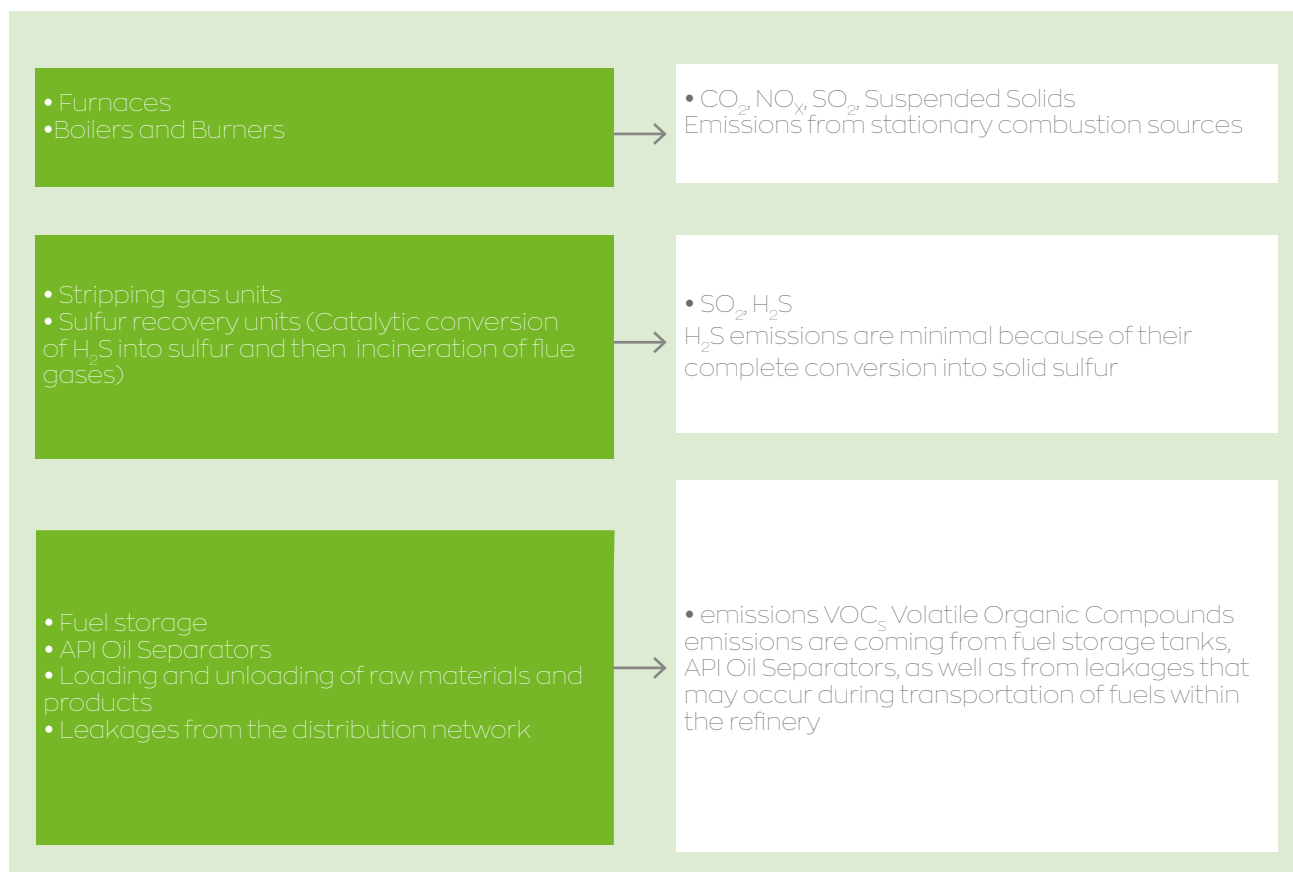 • Furnaces
•Boilers and Burners
• CO₂, NOₓ, SO₂, Suspended Solids
Emissions from stationary combustion sources
• Stripping gas units
• Sulfur recovery units (Catalytic conversion
of H₂S into sulfur and then incineration of flue
gases)
• SO₂, H₂S
H₂S emissions are minimal because of their
complete conversion into solid sulfur
• Fuel storage
• API Oil Separators
• Loading and unloading of raw materials and
products
• Leakages from the distribution network
• emissions VOCₛ Volatile Organic Compounds
emissions are coming from fuel storage tanks,
API Oil Separators, as well as from leakages that
may occur during transportation of fuels within
the refinery